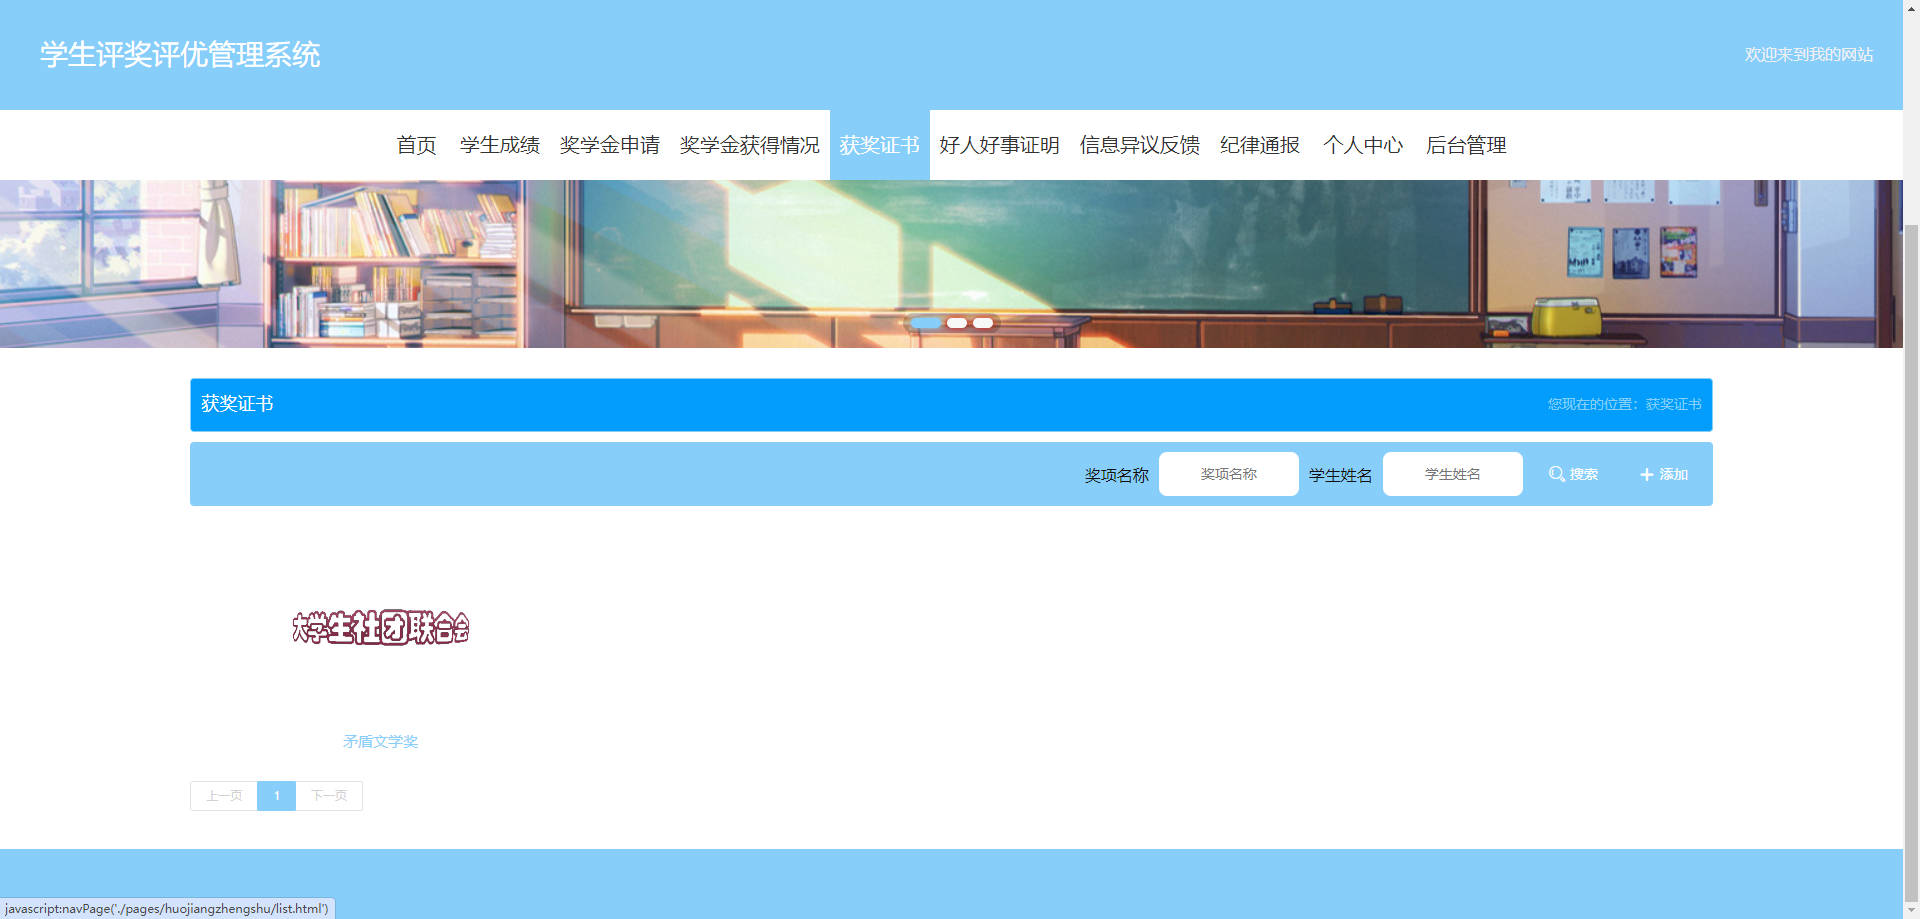 学生评奖评优管理系统
欢迎来到我的网站
首页 学生成绩 奖学金申请 奖学金获得情况 获奖证书 好人好事证明 信息异议反馈 纪律通报 个人中心 后台管理
获奖证书
您现在的位置：获奖证书
奖项名称 奖项名称 学生姓名 学生姓名 搜索 添加
大学生社团联合会
矛盾文学奖
上一页 1 下一页
javascript:navPage('./pages/huojiangzhengshu/list.html')